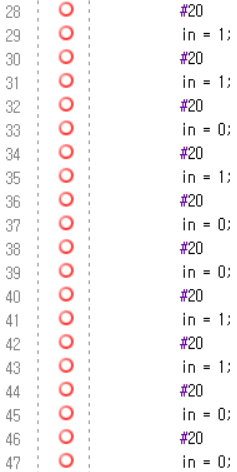 28 #20
29 in = 1;
30 #20
31 in = 1;
32 #20
33 in = 0;
34 #20
35 in = 1;
36 #20
37 in = 0;
38 #20
39 in = 0;
40 #20
41 in = 1;
42 #20
43 in = 1;
44 #20
45 in = 0;
46 #20
47 in = 0;